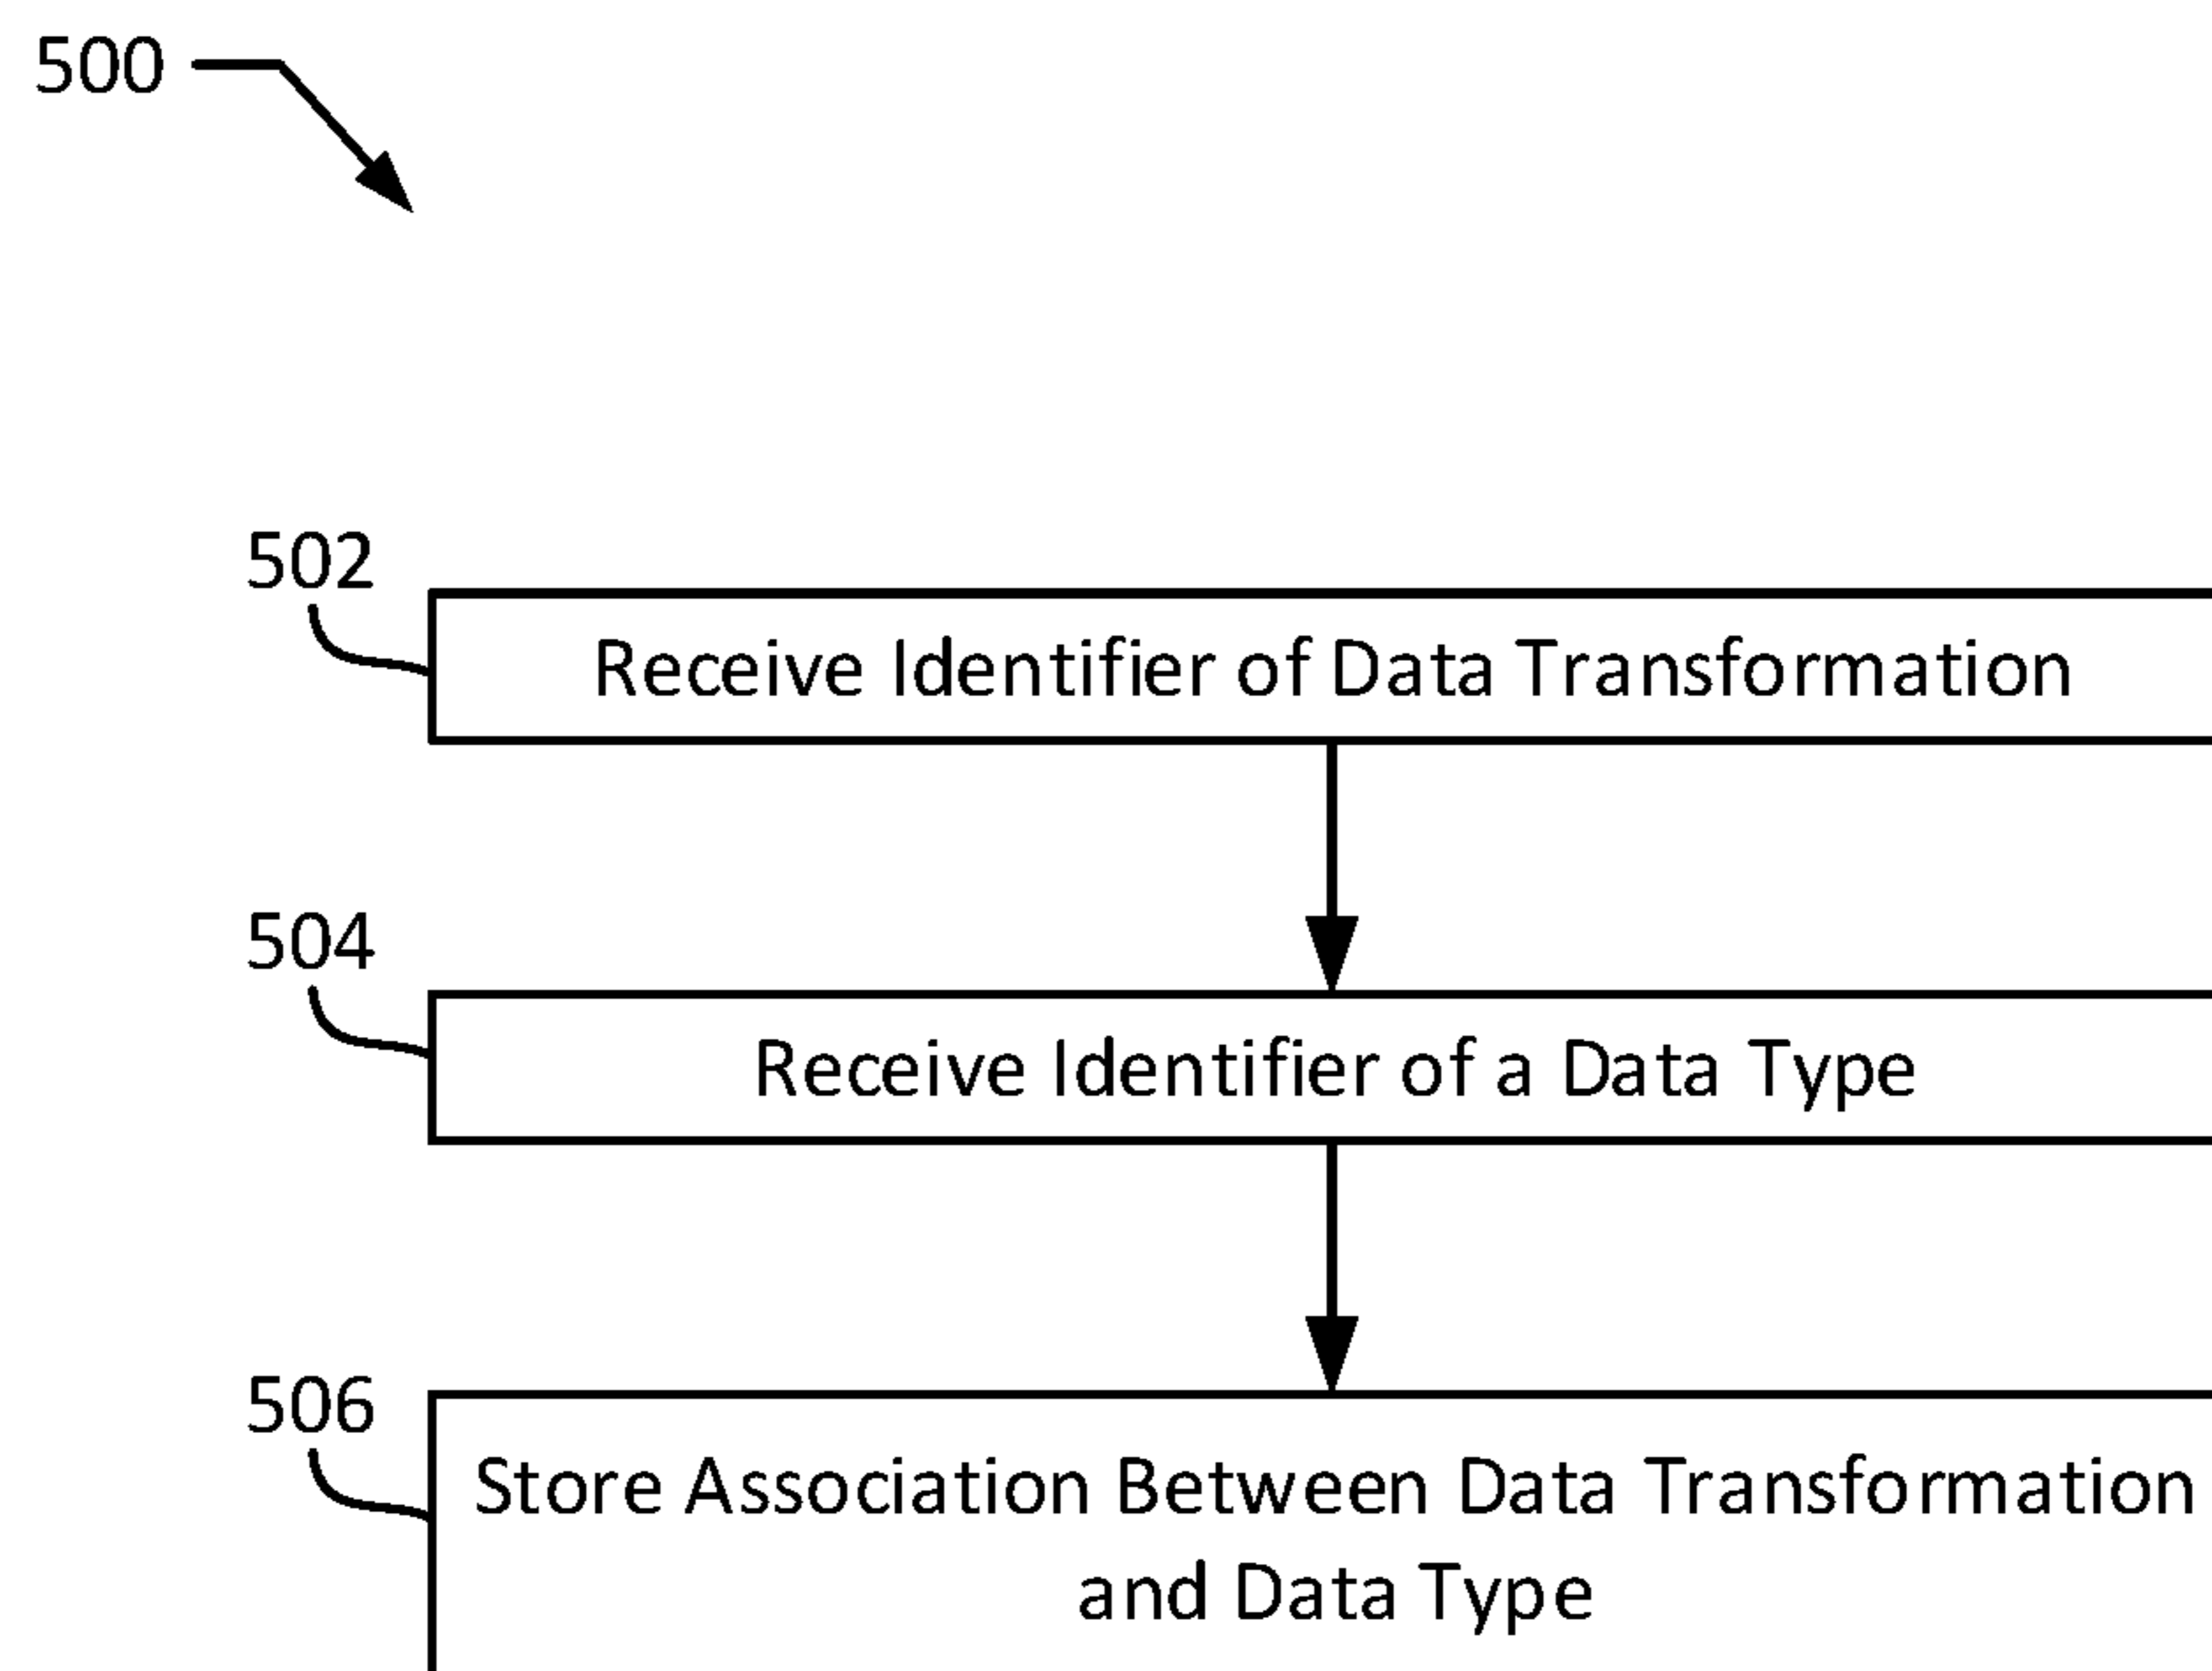 500
502
Receive Identifier of Data Transformation
504
Receive Identifier of a Data Type
506
Store Association Between Data Transformation
and Data Type